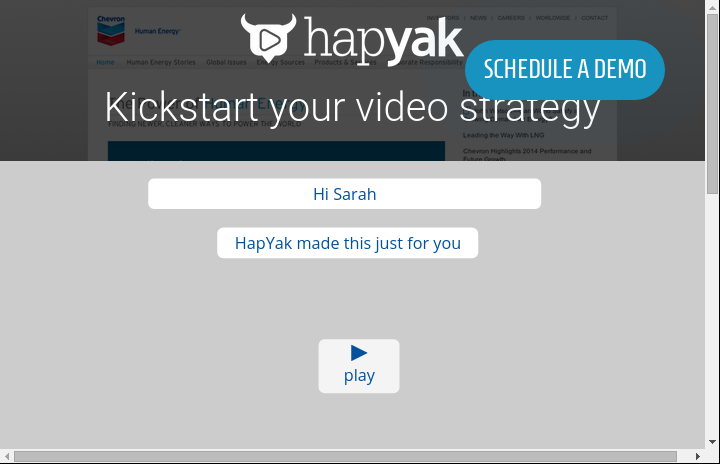 Chevron
Human Energy
INVESTORS | NEWS | CAREERS | WORLDWIDE | CONTACT
hapyak
Home Human Energy Stories Global Issues Energy Sources Products & Corporate Responsibility
SCHEDULE A DEMO
Kickstart your video strategy
FINDING NEWER, CLEANER WAYS TO POWER THE WORLD
Leading the Way With LNG
Chevron Highlights 2014 Performance and
Future Growth
Hi Sarah
HapYak made this just for you
play